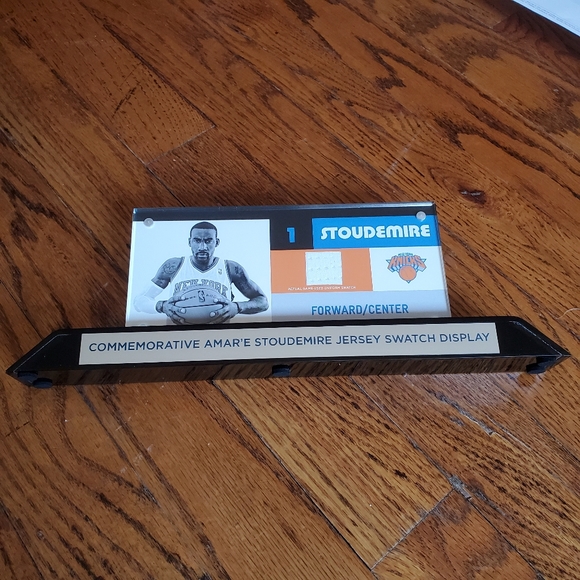 1 STOUDEMIRE
NEW YORK
KNICKS
FORWARD/CENTER
COMMEMORATIVE AMAR'E STOUDEMIRE JERSEY SWATCH DISPLAY